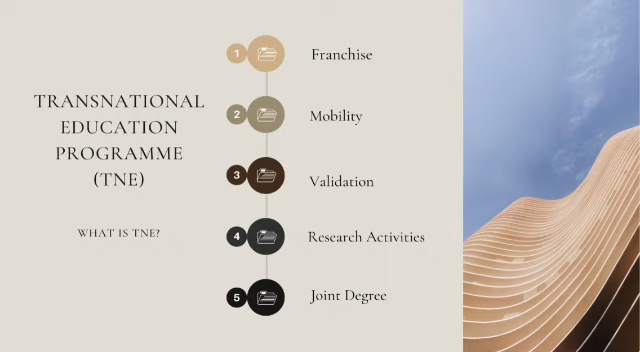 TRANSNATIONAL
EDUCATION
PROGRAMME
(TNE)
WHAT IS TNE?
1 Franchise
2 Mobility
3 Validation
4 Research Activities
5 Joint Degree